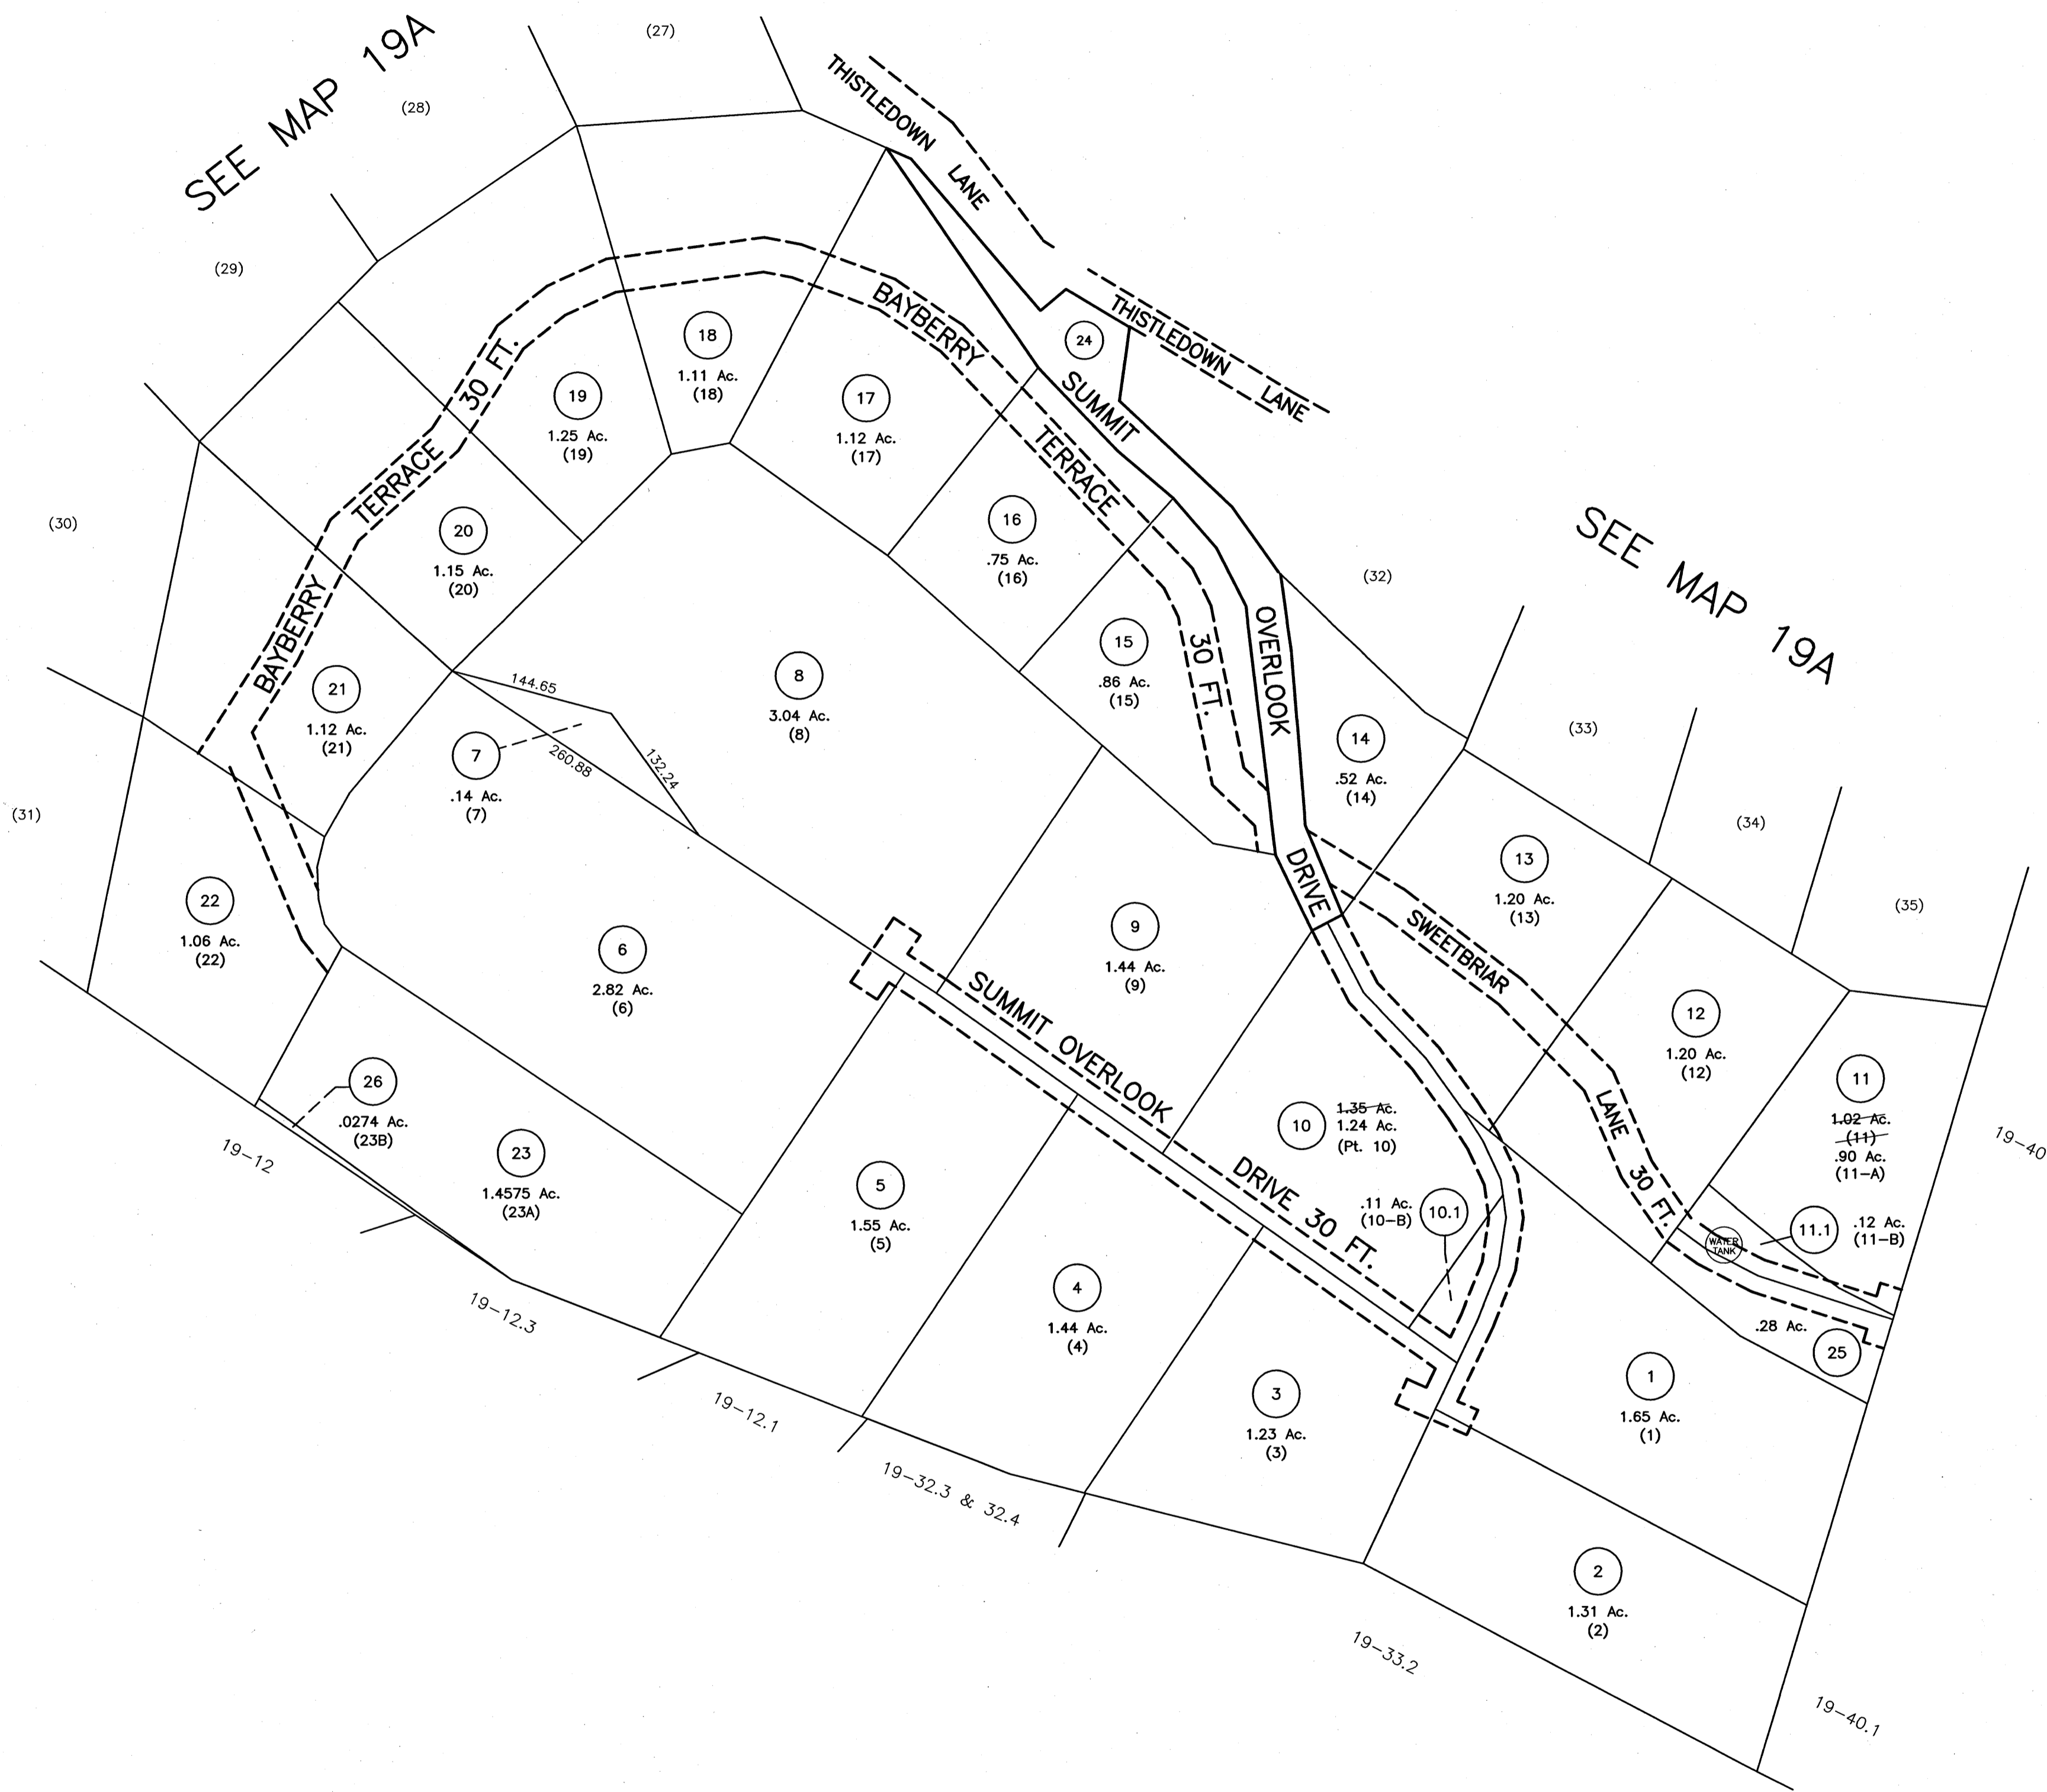 SEE MAP 19A
(27)
(28)
(29)
(30)
(31)
THISTLEDOWN LANE
THISTLEDOWN LANE
24
BAYBERRY TERRACE 30 FT.
BAYBERRY TERRACE 30 FT.
SUMMIT OVERLOOK DRIVE
18
1.11 Ac.
(18)
19
1.25 Ac.
(19)
17
1.12 Ac.
(17)
20
1.15 Ac.
(20)
16
.75 Ac.
(16)
15
.86 Ac.
(15)
SEE MAP 19A
(32)
(33)
(34)
(35)
21
1.12 Ac.
(21)
144.65
132.24
260.88
7
.14 Ac.
(7)
8
3.04 Ac.
(8)
14
.52 Ac.
(14)
13
1.20 Ac.
(13)
22
1.06 Ac.
(22)
6
2.82 Ac.
(6)
9
1.44 Ac.
(9)
SWEETBRIAR LANE 30 FT.
12
1.20 Ac.
(12)
11
1.02 Ac.
(11)
.90 Ac.
(11-A)
19-40
SUMMIT OVERLOOK DRIVE 30 FT.
10
1.35 Ac.
1.24 Ac.
(Pt. 10)
26
.0274 Ac.
(23B)
19-12
23
1.4575 Ac.
(23A)
5
1.55 Ac.
(5)
.11 Ac.
(10-B)
10.1
WATER
TANK
11.1
.12 Ac.
(11-B)
.28 Ac.
25
19-12.3
4
1.44 Ac.
(4)
3
1.23 Ac.
(3)
1
1.65 Ac.
(1)
19-12.1
19-32.3 & 32.4
2
1.31 Ac.
(2)
19-33.2
19-40.1